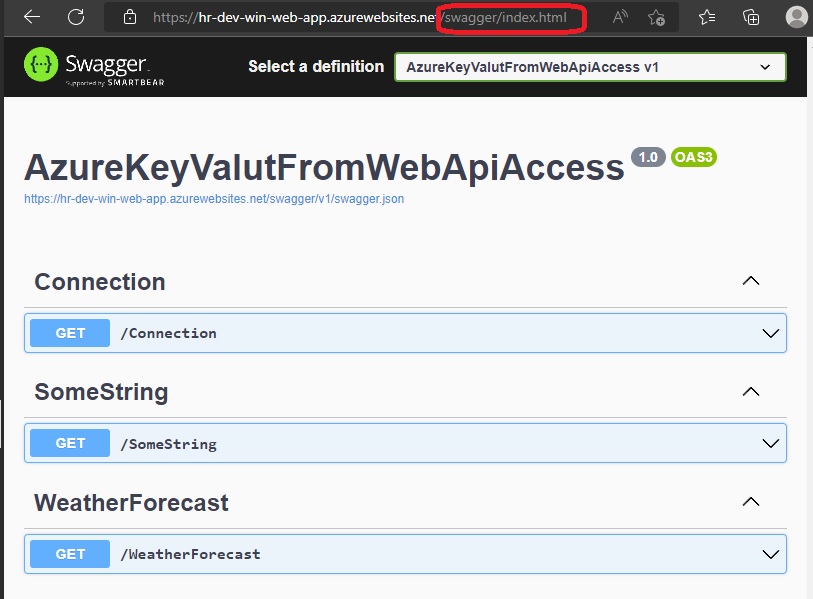 https://hr-dev-win-web-app.azurewebsites.net/swagger/index.html
Swagger
Supported by SMARTBEAR
Select a definition
AzureKeyValutFromWebApiAccess v1
AzureKeyValutFromWebApiAccess 1.0 OAS3
https://hr-dev-win-web-app.azurewebsites.net/swagger/v1/swagger.json
Connection
GET /Connection
SomeString
GET /SomeString
WeatherForecast
GET /WeatherForecast